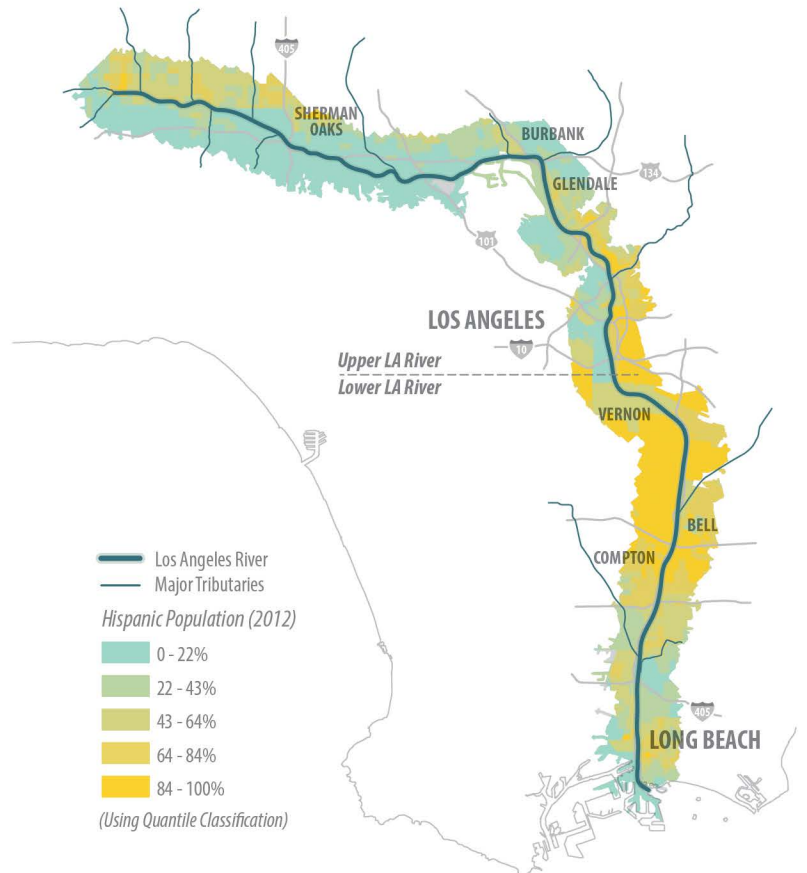 405
SHERMAN
OAKS
BURBANK
GLENDALE
134
101
LOS ANGELES
10
Upper LA River
Lower LA River
VERNON
BELL
COMPTON
405
LONG BEACH
Los Angeles River
Major Tributaries
Hispanic Population (2012)
0 - 22%
22 - 43%
43 - 64%
64 - 84%
84 - 100%
(Using Quantile Classification)